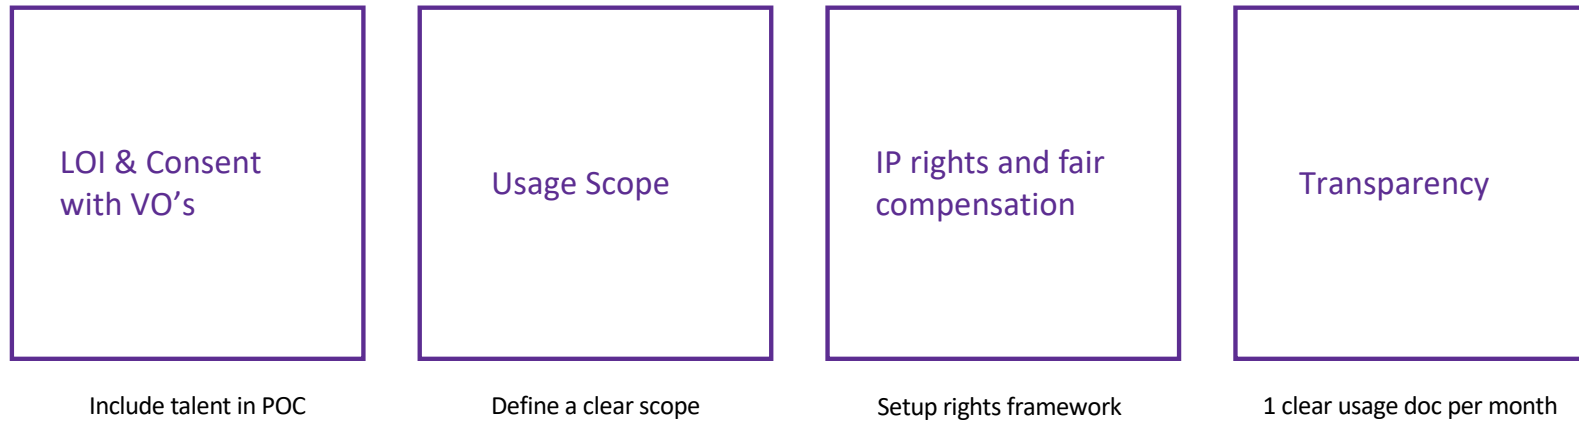 LOI & Consent
with VO’s
Usage Scope
IP rights and fair
compensation
Transparency
Include talent in POC
Define a clear scope
Setup rights framework
1 clear usage doc per month